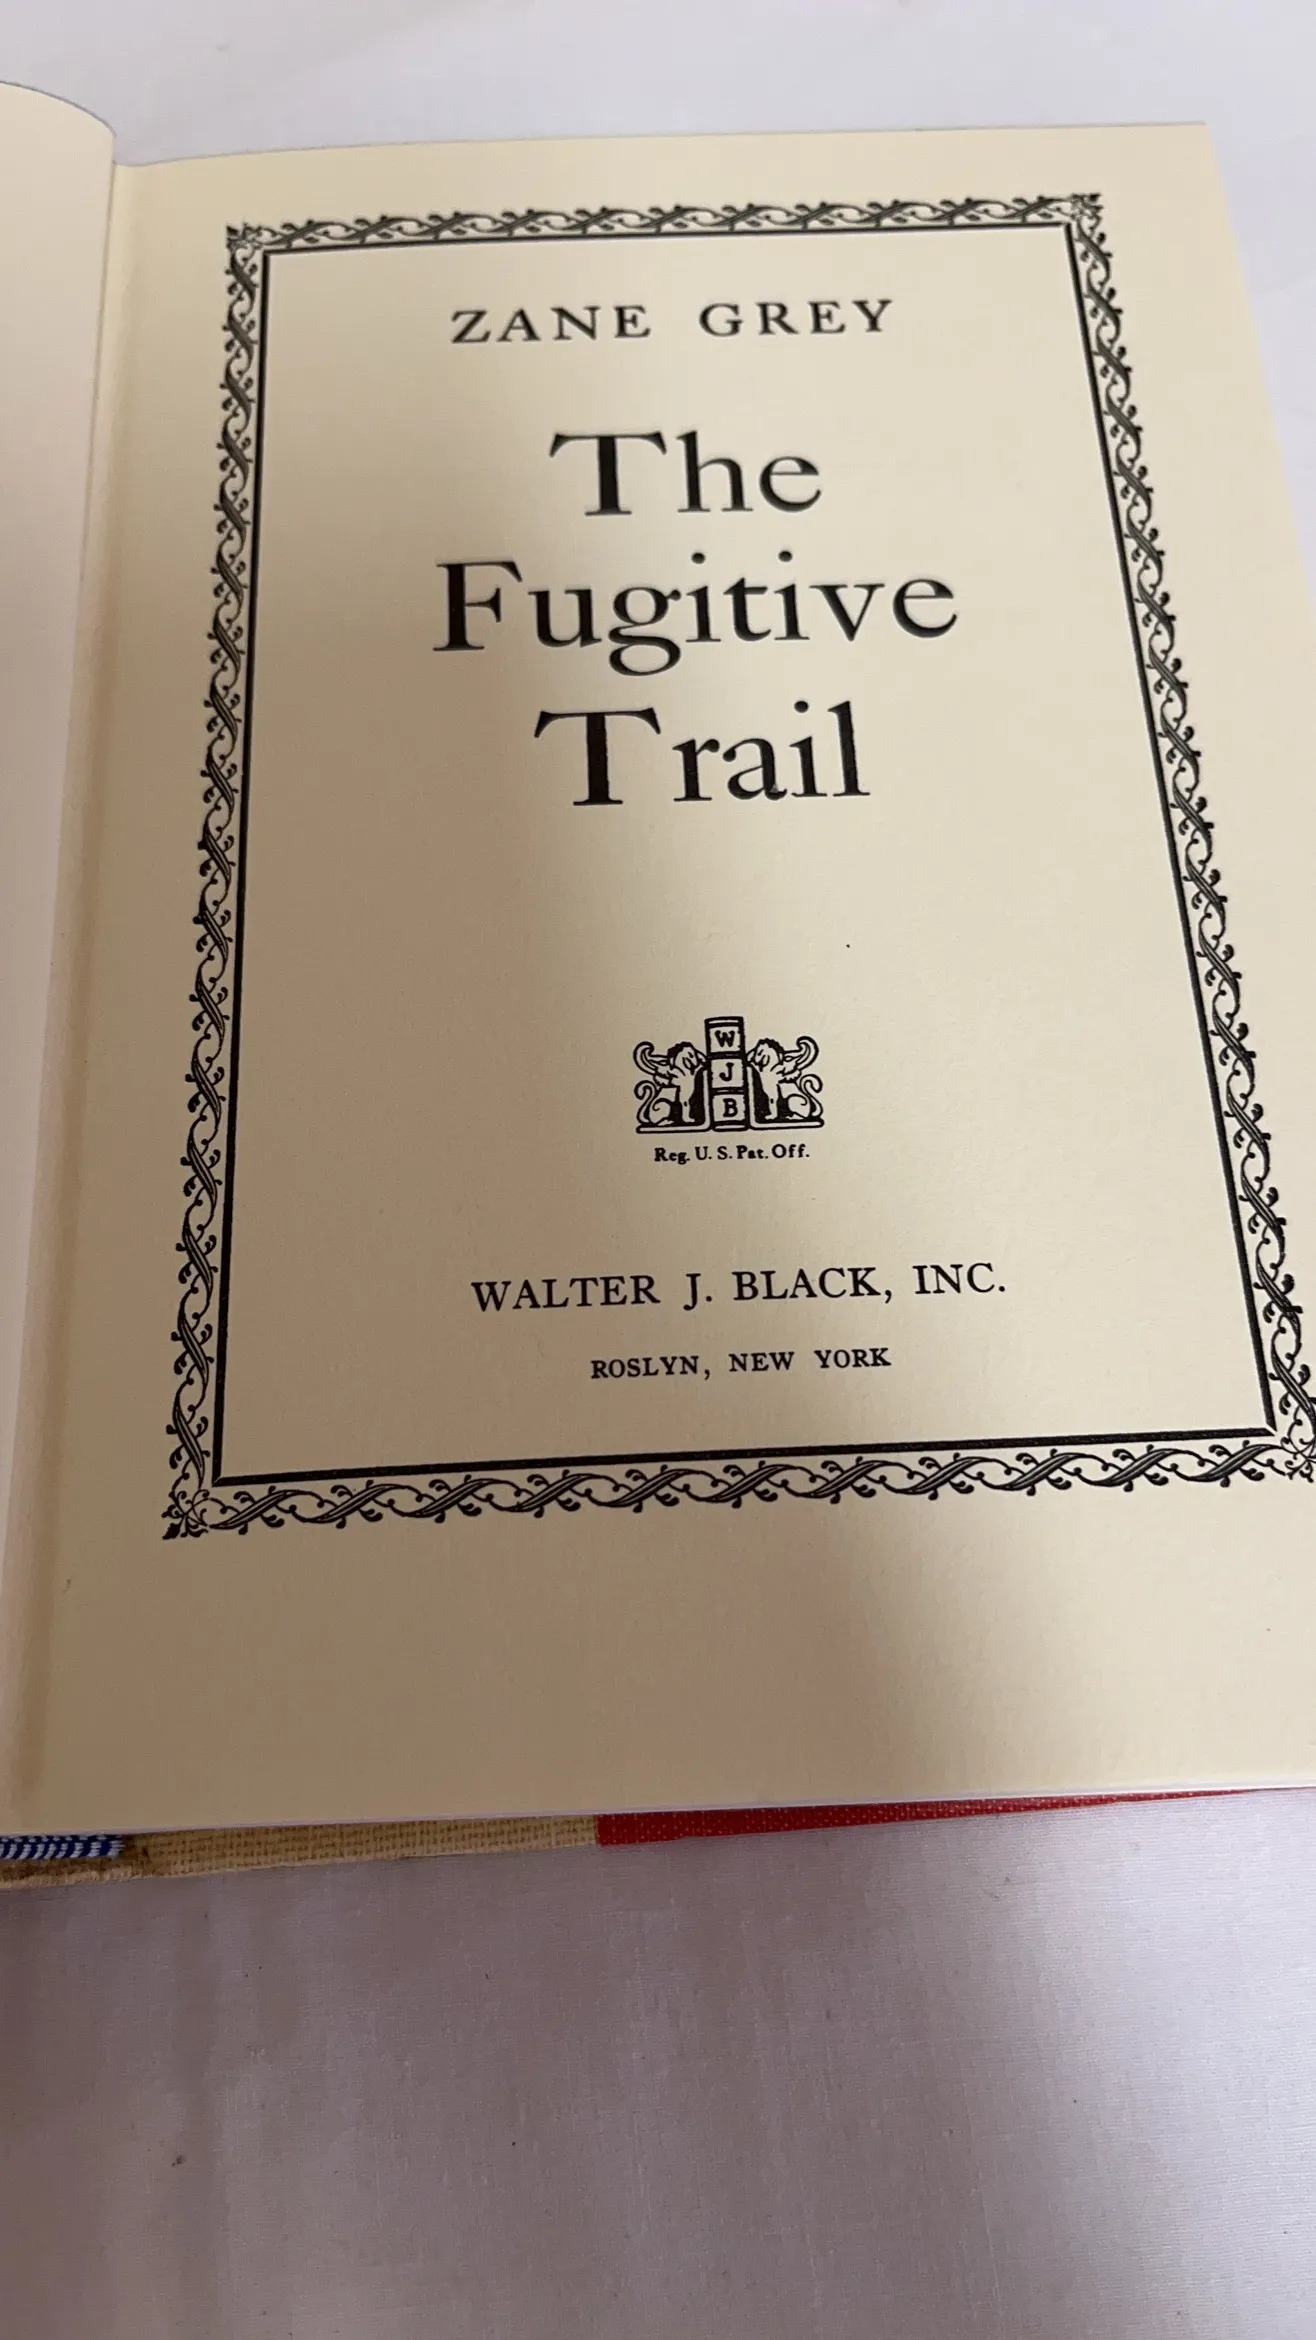 ZANE GREY
The
Fugitive
Trail
W
J
B
Reg. U. S. Pat. Off.
WALTER J. BLACK, INC.
ROSLYN, NEW YORK